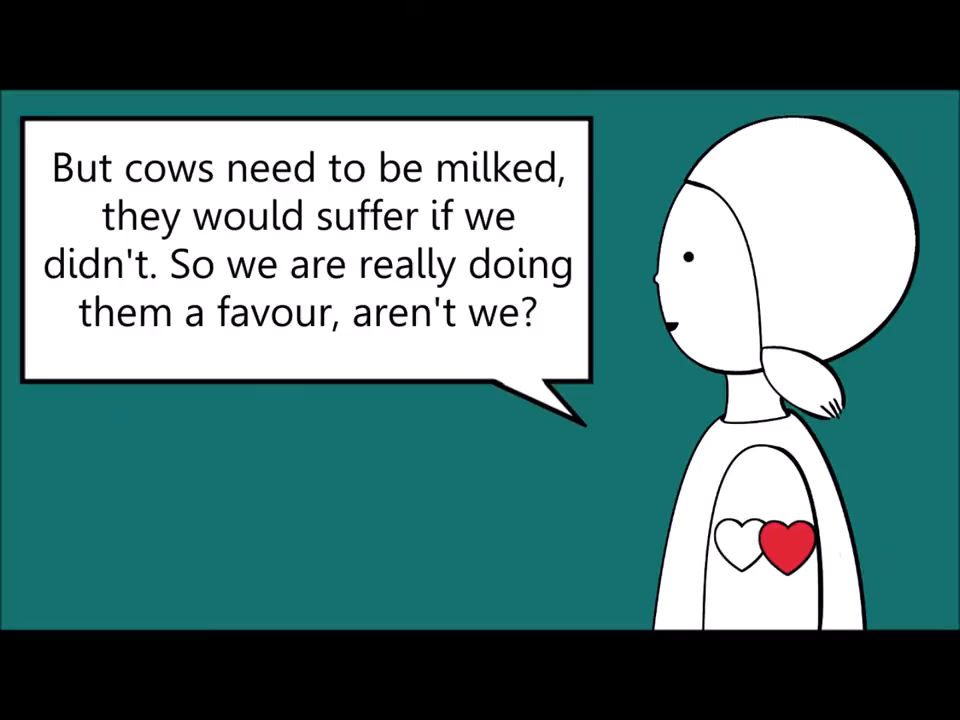 But cows need to be milked,
they would suffer if we
didn't. So we are really doing
them a favour, aren't we?